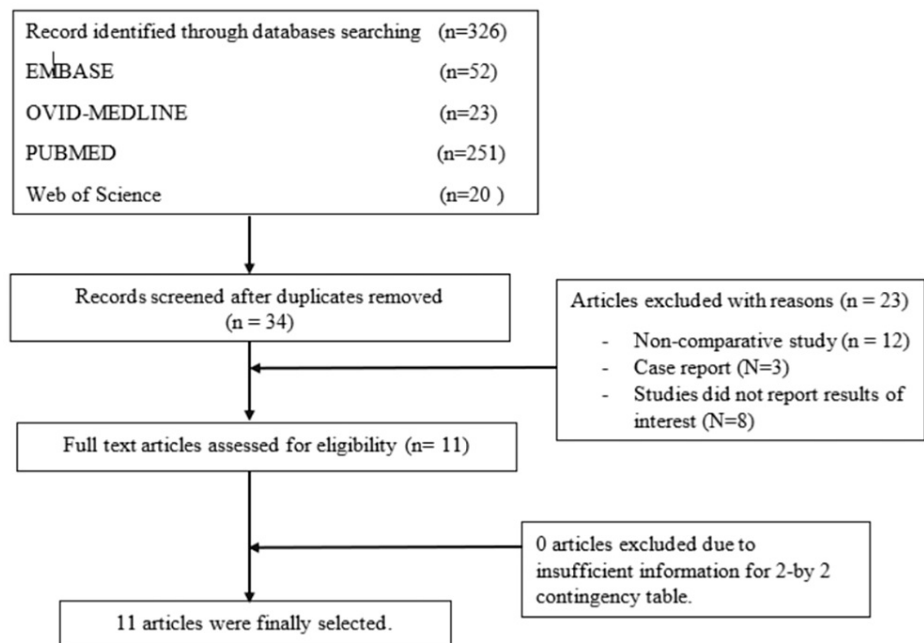 Record identified through databases searching (n=326)
EMBASE (n=52)
OVID-MEDLINE (n=23)
PUBMED (n=251)
Web of Science (n=20 )
Records screened after duplicates removed
(n = 34)
Articles excluded with reasons (n = 23)
- Non-comparative study (n = 12)
- Case report (N=3)
- Studies did not report results of
interest (N=8)
Full text articles assessed for eligibility (n= 11)
0 articles excluded due to
insufficient information for 2-by 2
contingency table.
11 articles were finally selected.